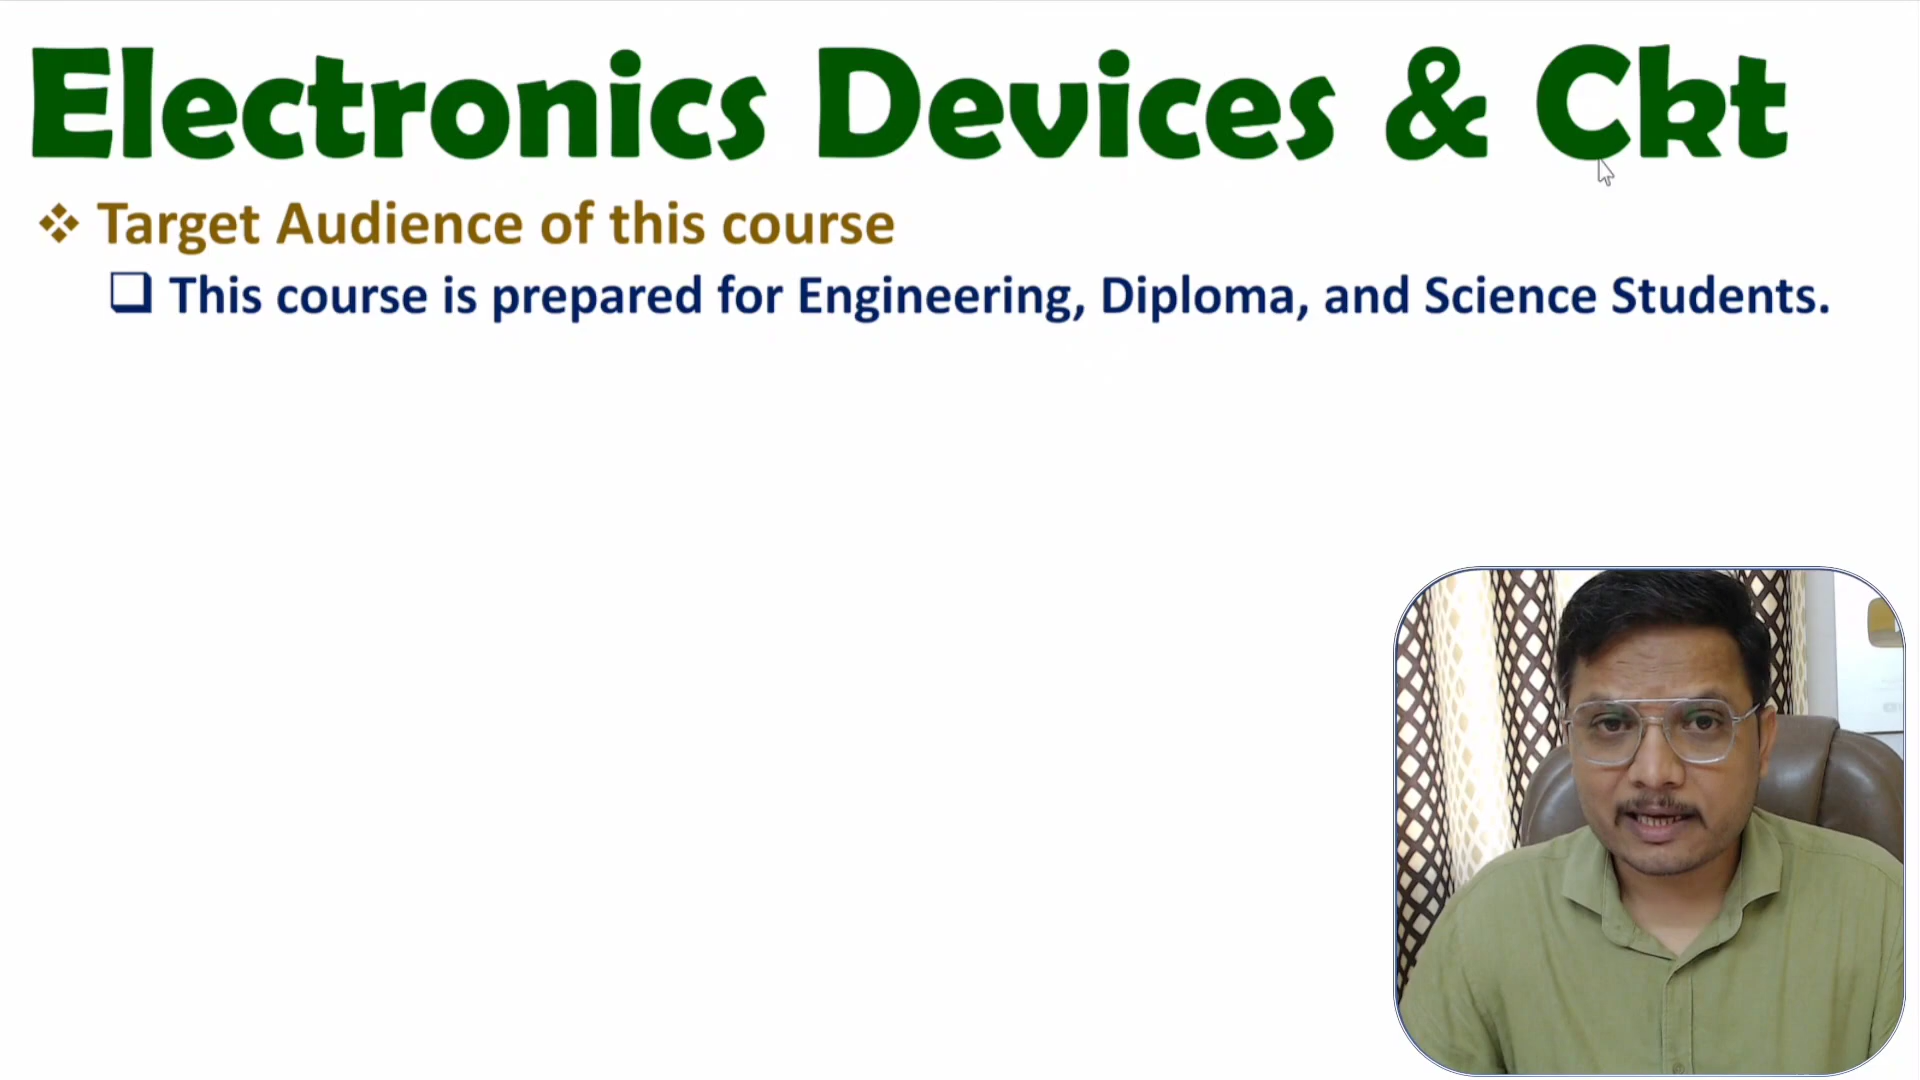 Electronics Devices & Ckt
Target Audience of this course
This course is prepared for Engineering, Diploma, and Science Students.